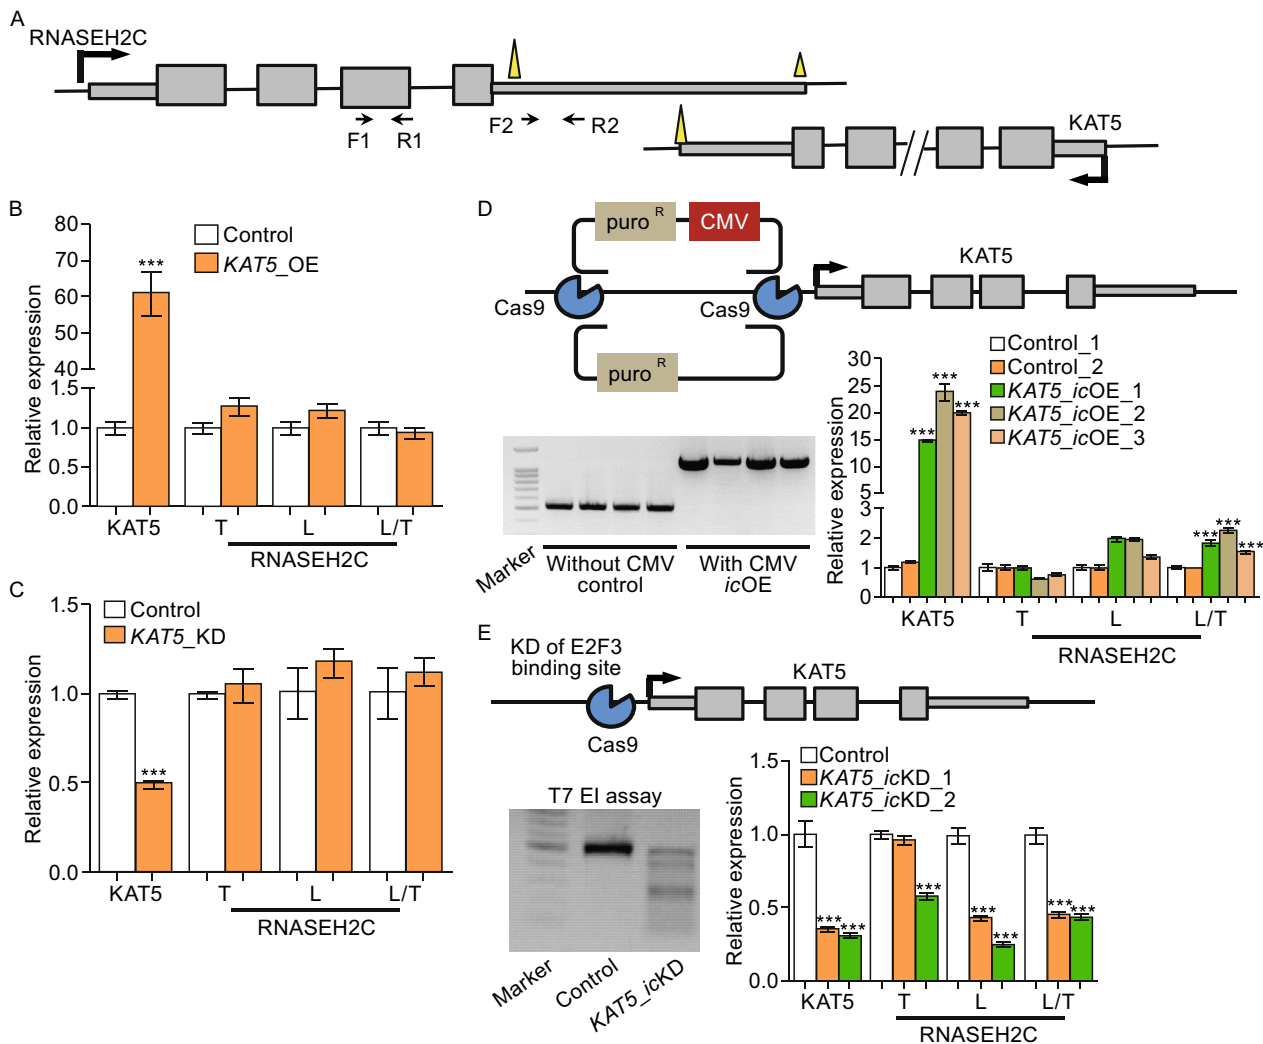 A
RNASEH2C
F1
R1
F2
R2
KAT5
B
80
70
60
50
40
1.5
1.0
0.5
0.0
Relative expression
Relative expression
***
Control
KAT5_OE
KAT5
T
L
L/T
RNASEH2C
C
1.5
1.0
0.5
0.0
Relative expression
Control
KAT5_KD
***
KAT5
T
L
L/T
RNASEH2C
D
puro R
CMV
Cas9
Cas9
KAT5
puro R
Marker
Without CMV
control
With CMV
icOE
30
25
20
15
10
5
3
2
1
0
Relative expression
Relative expression
Control_1
Control_2
KAT5_icOE_1
KAT5_icOE_2
KAT5_icOE_3
***
***
***
***
***
***
KAT5
T
L
L/T
RNASEH2C
E
KD of E2F3
binding site
Cas9
KAT5
T7 EI assay
Marker
Control
KAT5_icKD
1.5
1.0
0.5
0.0
Relative expression
Control
KAT5_icKD_1
KAT5_icKD_2
***
***
***
***
***
***
***
KAT5
T
L
L/T
RNASEH2C